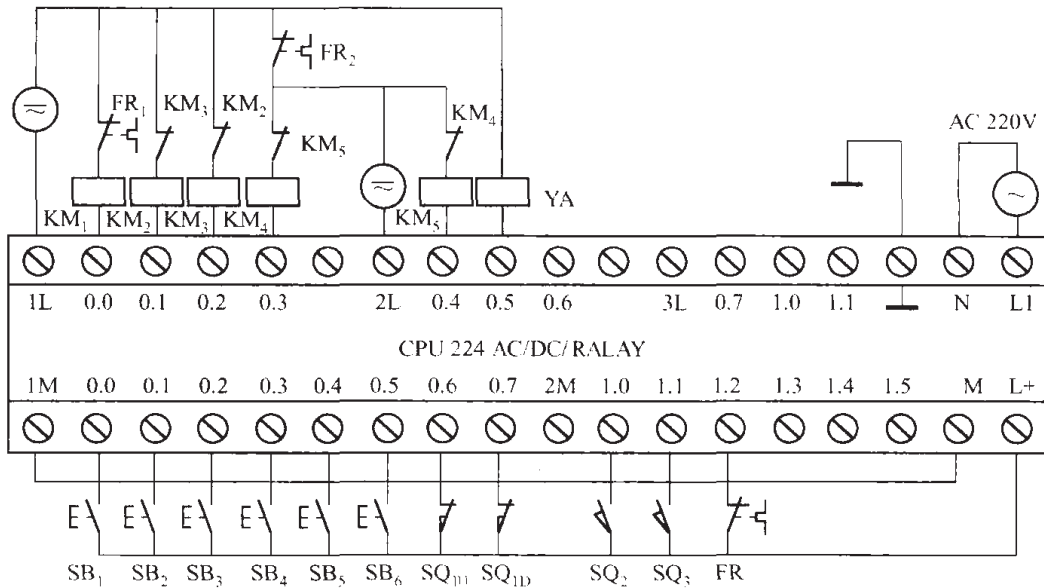 FR₂
FR₁ KM₃ KM₂ KM₄ AC 220V
KM₅
KM₁ KM₂ KM₃ KM₄ KM₅ YA
1L 0.0 0.1 0.2 0.3 2L 0.4 0.5 0.6 3L 0.7 1.0 1.1 N L1
CPU 224 AC/DC/RALAY
1M 0.0 0.1 0.2 0.3 0.4 0.5 0.6 0.7 2M 1.0 1.1 1.2 1.3 1.4 1.5 M L+
SB₁ SB₂ SB₃ SB₄ SB₅ SB₆ SQ₁ SQ₁D SQ₂ SQ₃ FR